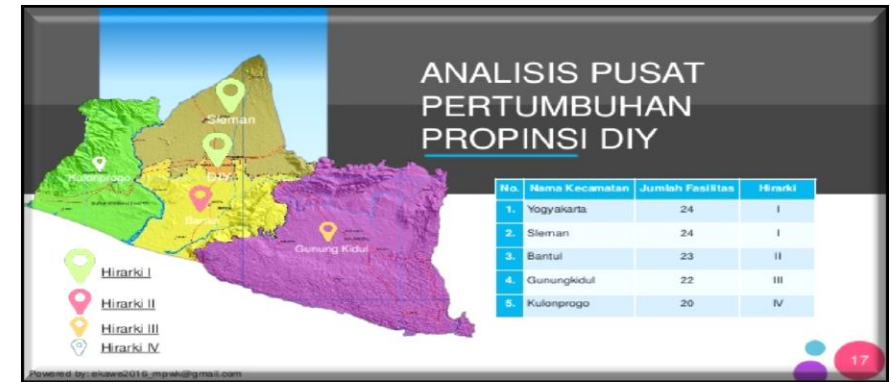 ANALISIS PUSAT
PERTUMBUHAN
PROPINSI DIY
Sleman
Kulonprogo
DIY
Bantul
Gunung Kidul
Hirarki I
Hirarki II
Hirarki III
Hirarki IV
No. Nama Kecamatan Jumlah Fasilitas Hirarki
1. Yogyakarta 24 I
2. Sleman 24 I
3. Bantul 23 II
4. Gunungkidul 22 III
5. Kulonprogo 20 IV
Powered by: ekawe2016_mpwk@gmail.com
17